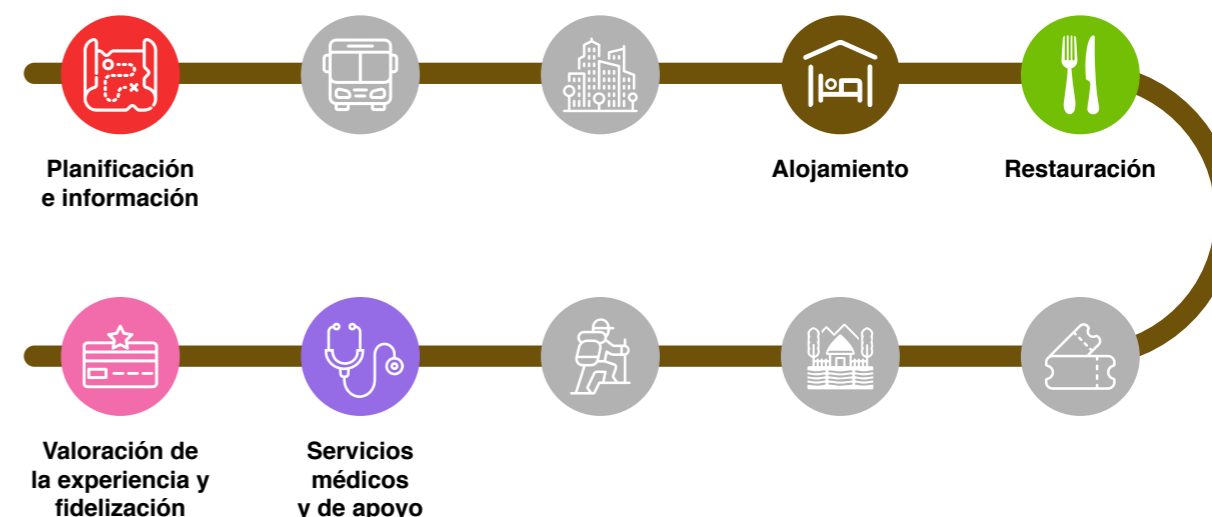 Planificación
e información
Alojamiento
Restauración
Valoración de
la experiencia y
fidelización
Servicios
médicos
y de apoyo